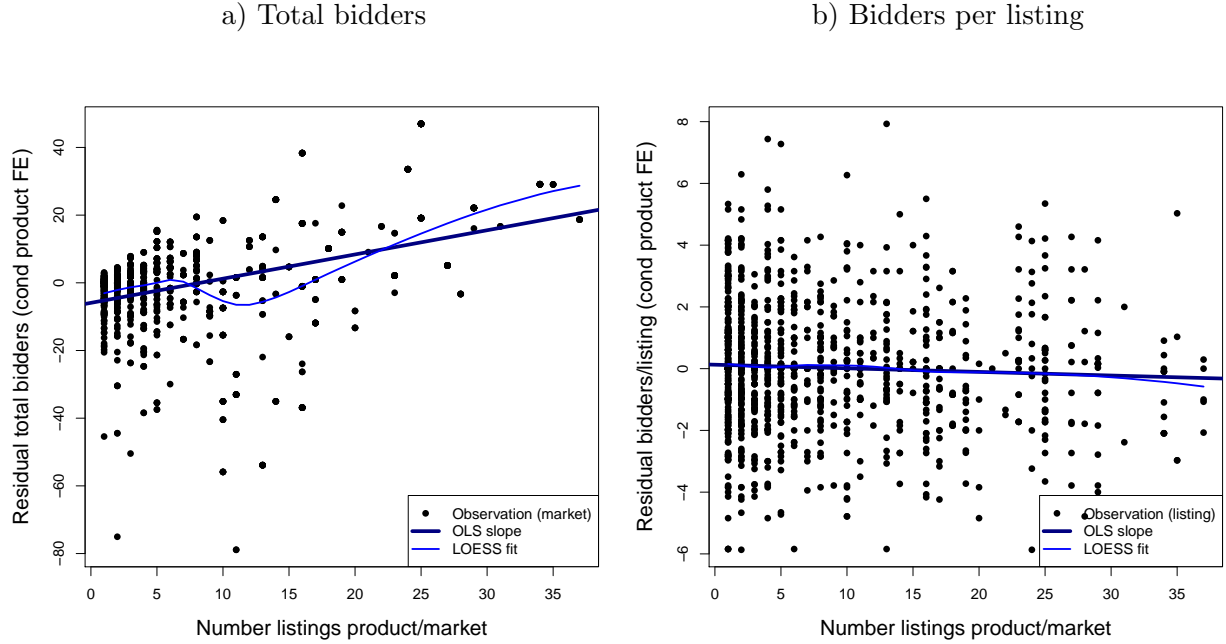 a) Total bidders
b) Bidders per listing
Residual total bidders (cond product FE)
40
20
0
−20
−40
−60
−80
0 5 10 15 20 25 30 35
Number listings product/market
Observation (market)
OLS slope
LOESS fit
Residual bidders/listing (cond product FE)
8
6
4
2
0
−2
−4
−6
0 5 10 15 20 25 30 35
Number listings product/market
Observation (listing)
OLS slope
LOESS fit